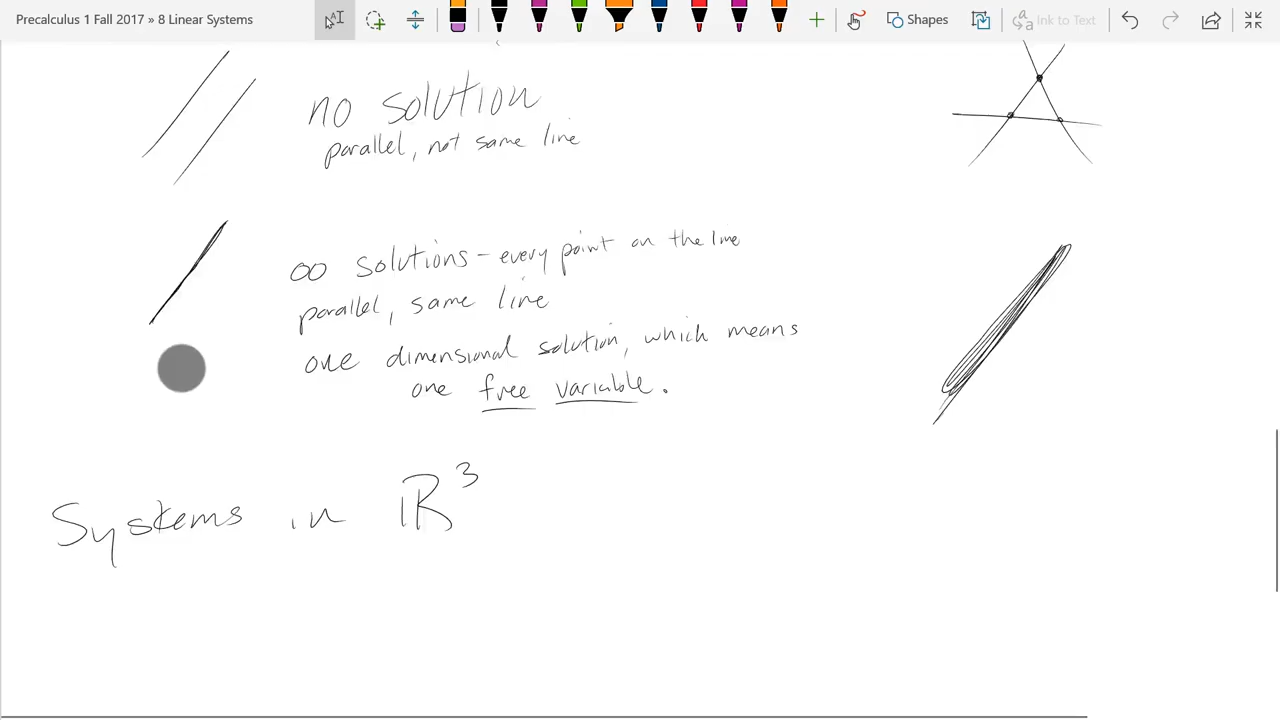 Precalculus 1 Fall 2017 » 8 Linear Systems
Shapes
Ink to Text
no solution
parallel, not same line
∞ solutions - every point on the line
parallel, same line
one dimensional solution, which means
one free variable.
Systems in ℝ³